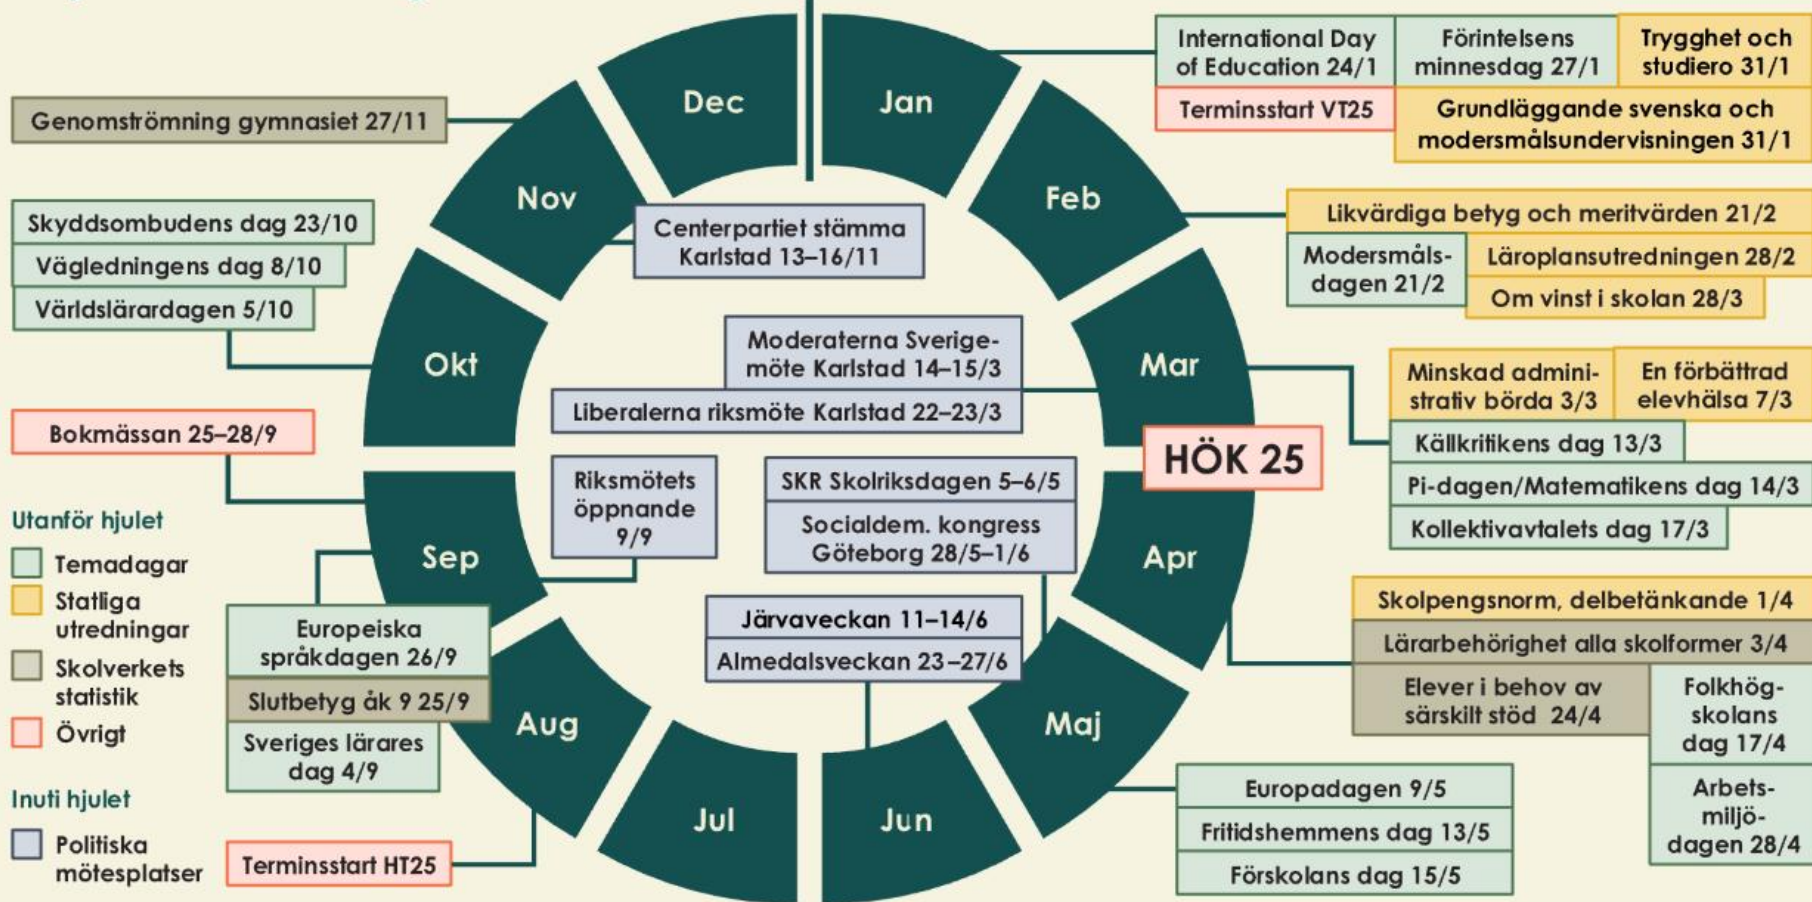 Dec
Jan
Feb
Mar
Apr
Maj
Jun
Jul
Aug
Sep
Okt
Nov
HÖK 25
International Day
of Education 24/1
Förintelsens
minnesdag 27/1
Trygghet och
studiero 31/1
Terminsstart VT25
Grundläggande svenska och
modersmålsundervisningen 31/1
Likvärdiga betyg och meritvärden 21/2
Modersmåls-
dagen 21/2
Läroplansutredningen 28/2
Om vinst i skolan 28/3
Minskad admini-
strativ börda 3/3
En förbättrad
elevhälsa 7/3
Källkritikens dag 13/3
Pi-dagen/Matematikens dag 14/3
Kollektivavtalets dag 17/3
Skolpengsnorm, delbetänkande 1/4
Lärarbehörighet alla skolformer 3/4
Elever i behov av
särskilt stöd 24/4
Folkhög-
skolans
dag 17/4
Arbets-
miljö-
dagen 28/4
Europadagen 9/5
Fritidshemmens dag 13/5
Förskolans dag 15/5
Genomströmning gymnasiet 27/11
Skyddsombudens dag 23/10
Vägledningens dag 8/10
Världslärardagen 5/10
Bokmässan 25–28/9
Europeiska
språkdagen 26/9
Slutbetyg åk 9 25/9
Sveriges lärares
dag 4/9
Terminsstart HT25
Centerpartiet stämma
Karlstad 13–16/11
Moderaterna Sverige-
möte Karlstad 14–15/3
Liberalerna riksmöte Karlstad 22–23/3
Riksmötets
öppnande
9/9
SKR Skolriksdagen 5–6/5
Socialdem. kongress
Göteborg 28/5–1/6
Järvaveckan 11–14/6
Almedalsveckan 23–27/6
Utanför hjulet
Temadagar
Statliga
utredningar
Skolverkets
statistik
Övrigt
Inuti hjulet
Politiska
mötesplatser